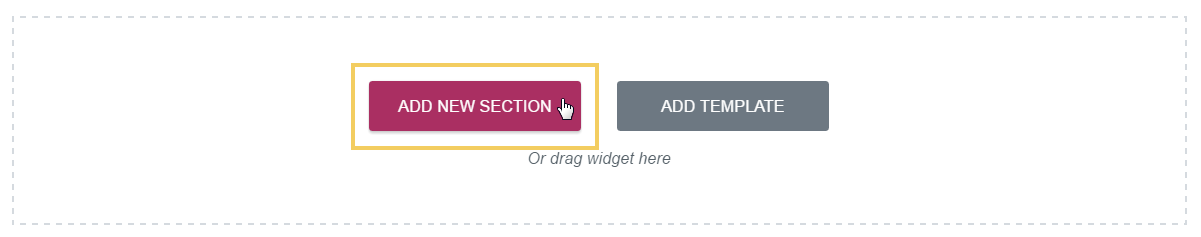 ADD NEW SECTION ADD TEMPLATE
Or drag widget here